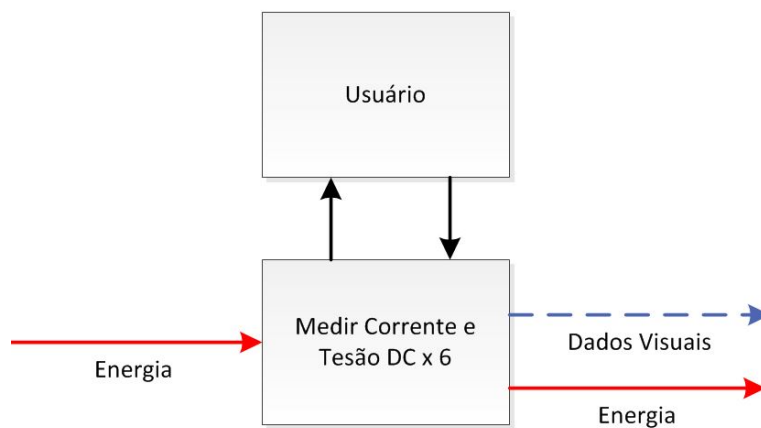 Usuário
Medir Corrente e
Tesão DC x 6
Energia
Dados Visuais
Energia